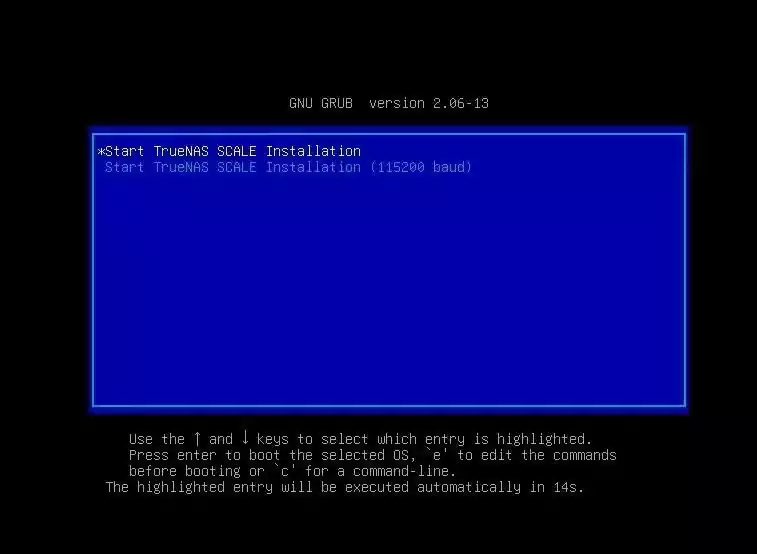 GNU GRUB  version 2.06-13
*Start TrueNAS SCALE Installation
Start TrueNAS SCALE Installation (115200 baud)
Use the ↑ and ↓ keys to select which entry is highlighted.
Press enter to boot the selected OS, `e' to edit the commands
before booting or `c' for a command-line.
The highlighted entry will be executed automatically in 14s.